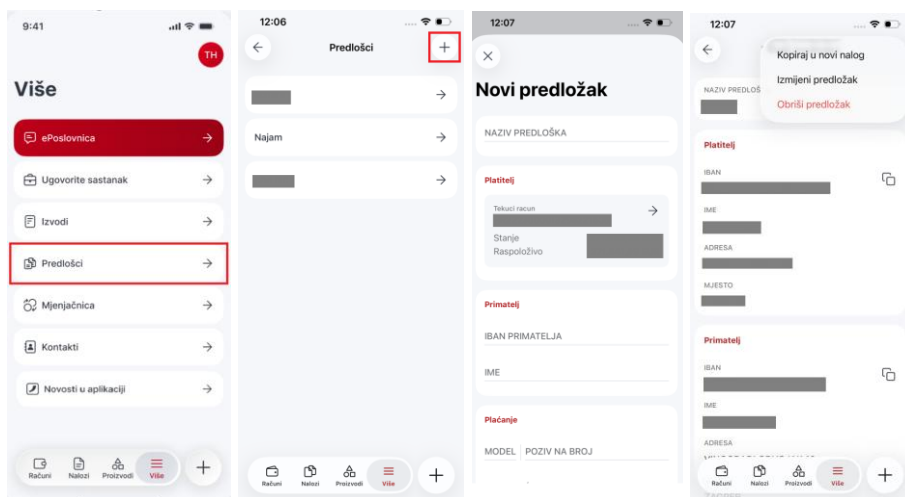 9:41
TH
Više
ePoslovnica
Ugovorite sastanak
Izvodi
Predlošci
Mjenjačnica
Kontakti
Novosti u aplikaciji
Računi Nalozi Proizvodi Više
12:06
Predlošci
Najam
Računi Nalozi Proizvodi Više
12:07
Novi predložak
NAZIV PREDLOŠKA
Platitelj
Tekuci racun
Stanje
Raspoloživo
Primatelj
IBAN PRIMATELJA
IME
Plaćanje
MODEL POZIV NA BROJ
12:07
Kopiraj u novi nalog
Izmijeni predložak
Obriši predložak
NAZIV PREDLOŠ
Platitelj
IBAN
IME
ADRESA
MJESTO
Primatelj
IBAN
IME
ADRESA
Računi Nalozi Proizvodi Više